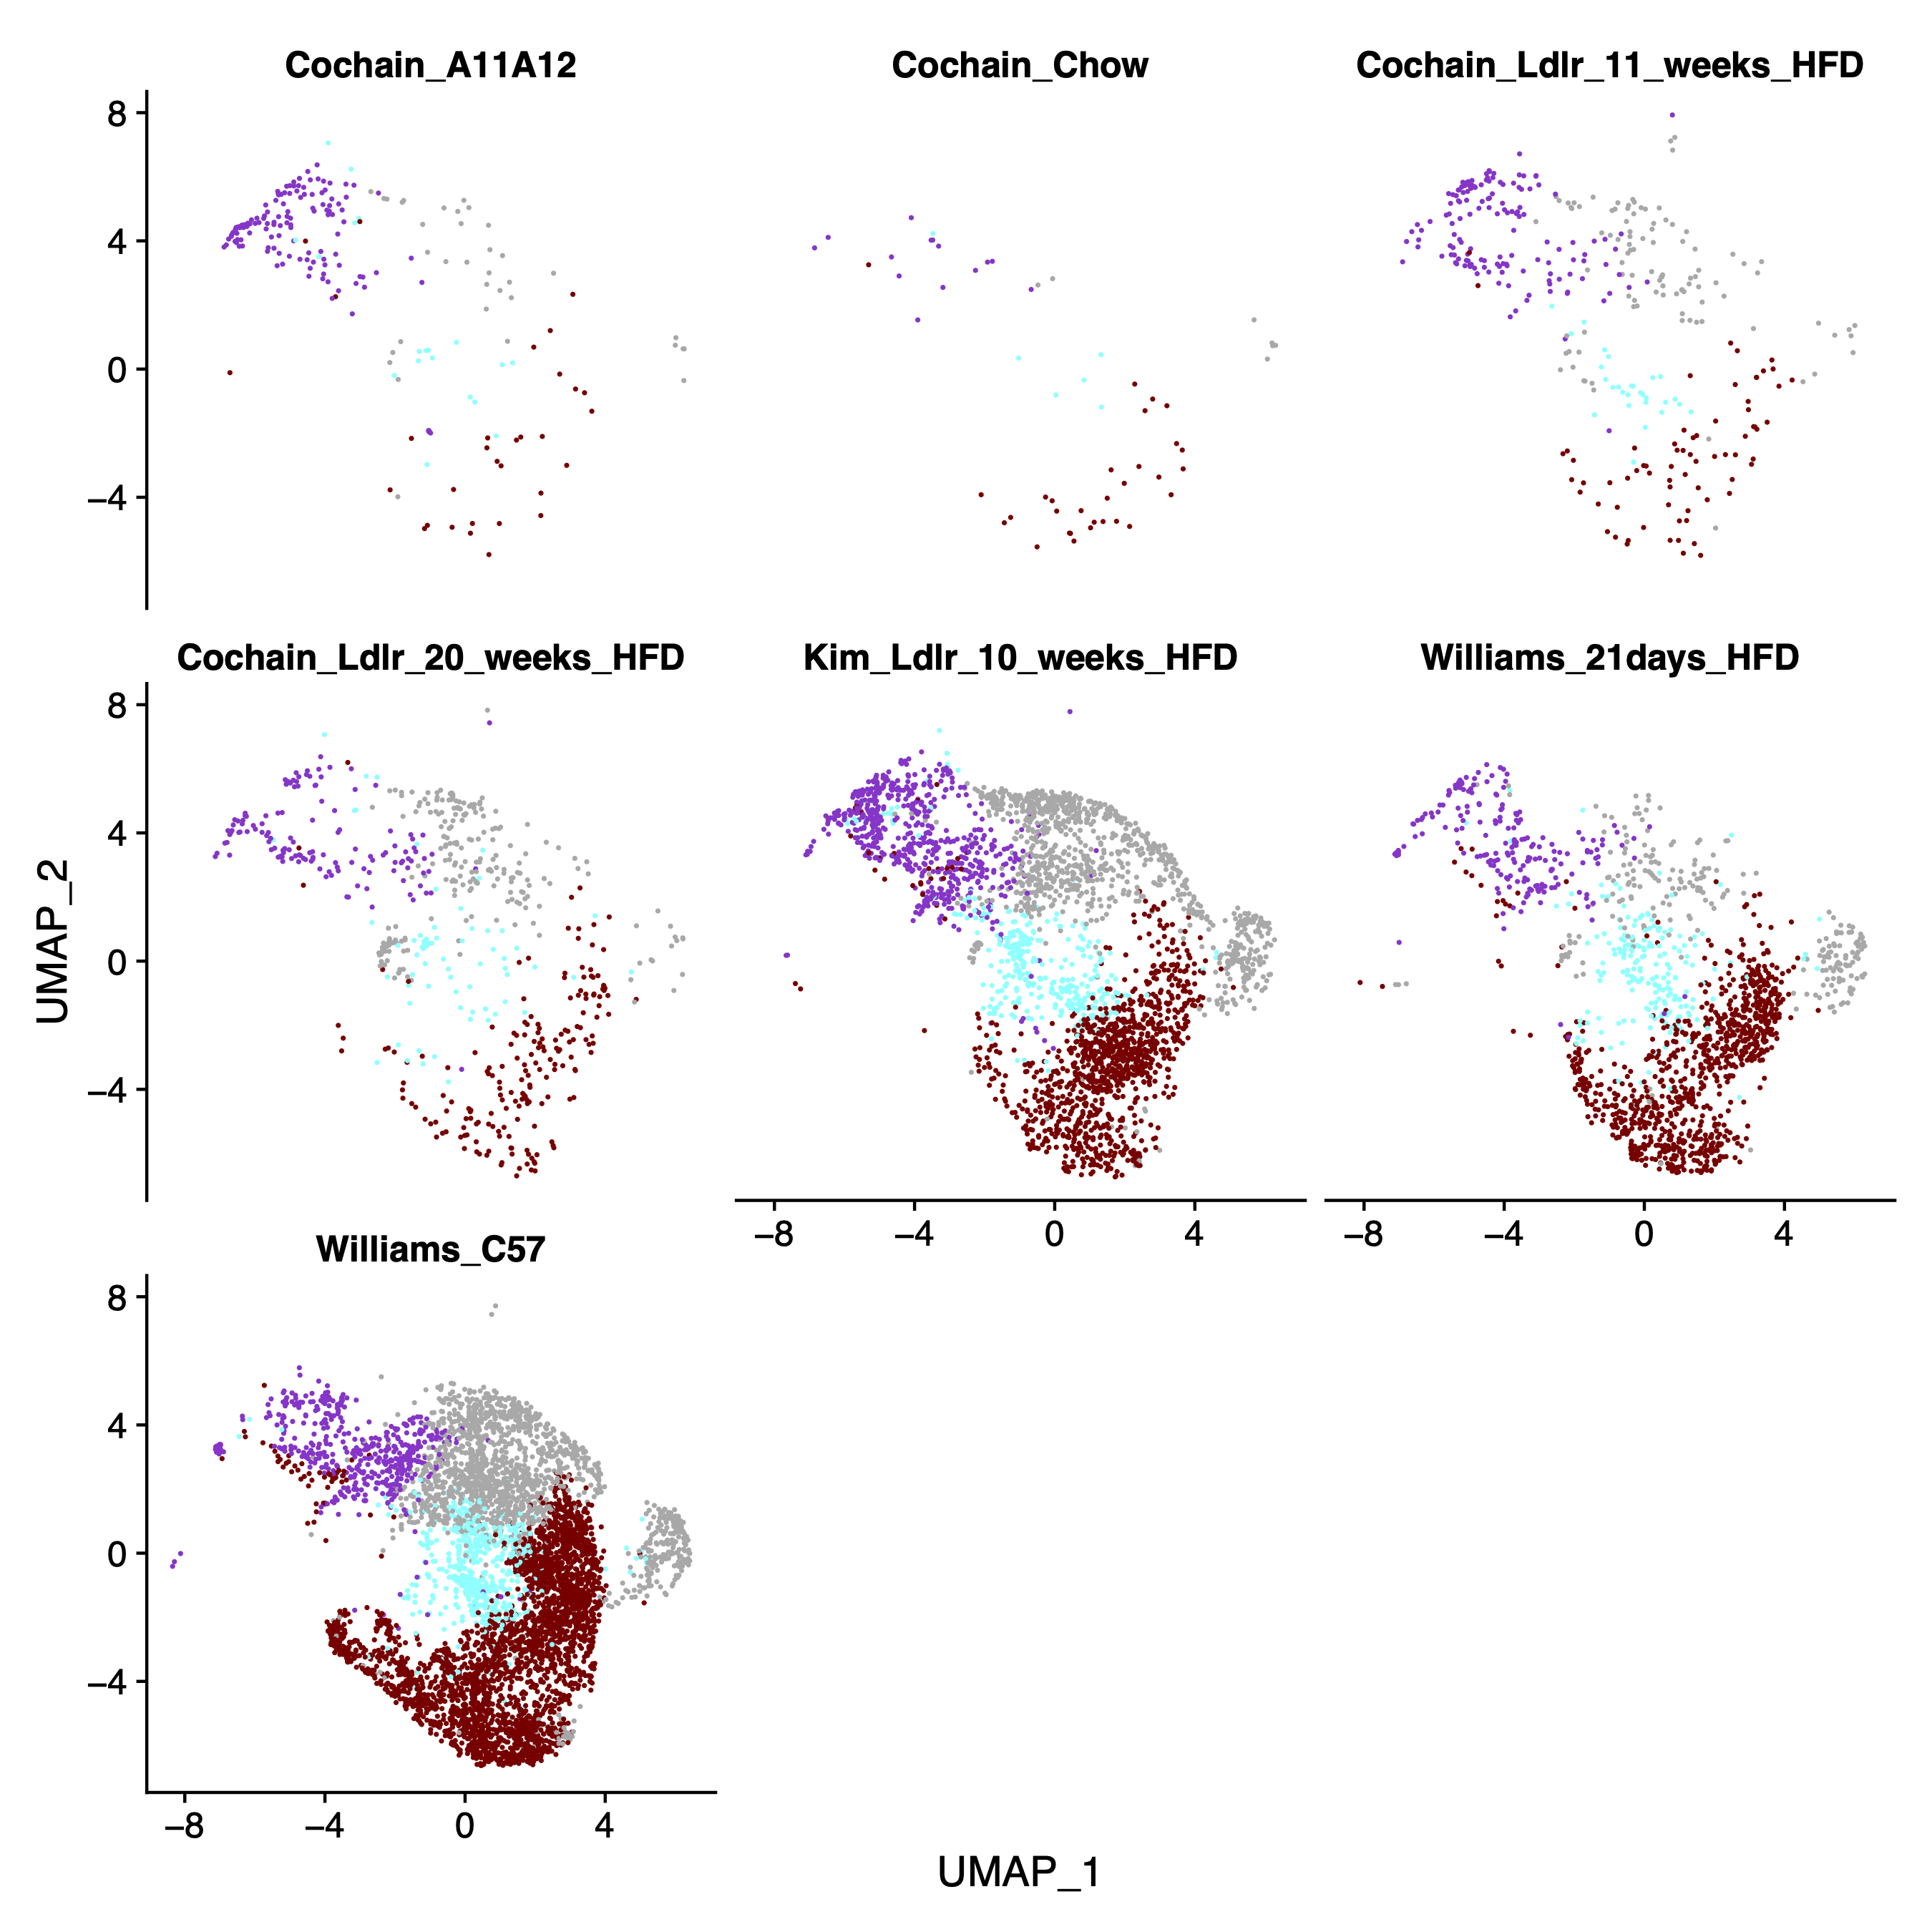 Cochain_A11A12
Cochain_Chow
Cochain_Ldlr_11_weeks_HFD
8
4
0
−4
Cochain_Ldlr_20_weeks_HFD
Kim_Ldlr_10_weeks_HFD
Williams_21days_HFD
8
4
0
−4
UMAP_2
−8 −4 0 4
−8 −4 0 4
Williams_C57
8
4
0
−4
−8 −4 0 4
UMAP_1